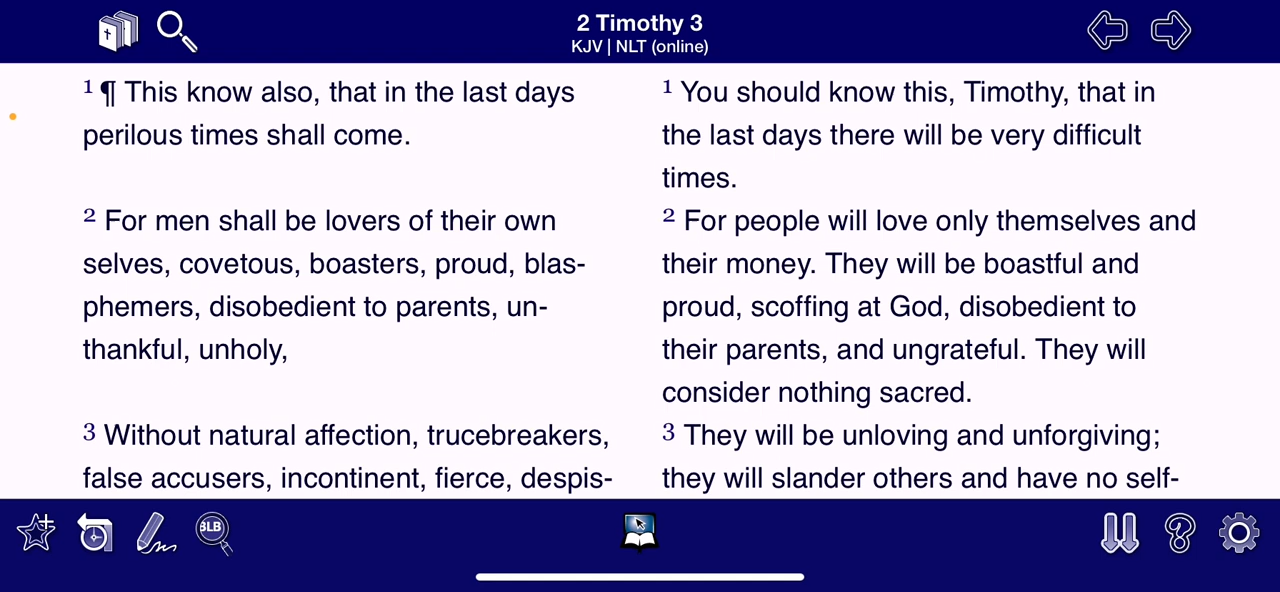 2 Timothy 3
KJV | NLT (online)
1 ¶ This know also, that in the last days
perilous times shall come.
2 For men shall be lovers of their own
selves, covetous, boasters, proud, blas-
phemers, disobedient to parents, un-
thankful, unholy,
3 Without natural affection, trucebreakers,
false accusers, incontinent, fierce, despis-
1 You should know this, Timothy, that in
the last days there will be very difficult
times.
2 For people will love only themselves and
their money. They will be boastful and
proud, scoffing at God, disobedient to
their parents, and ungrateful. They will
consider nothing sacred.
3 They will be unloving and unforgiving;
they will slander others and have no self-
BLB